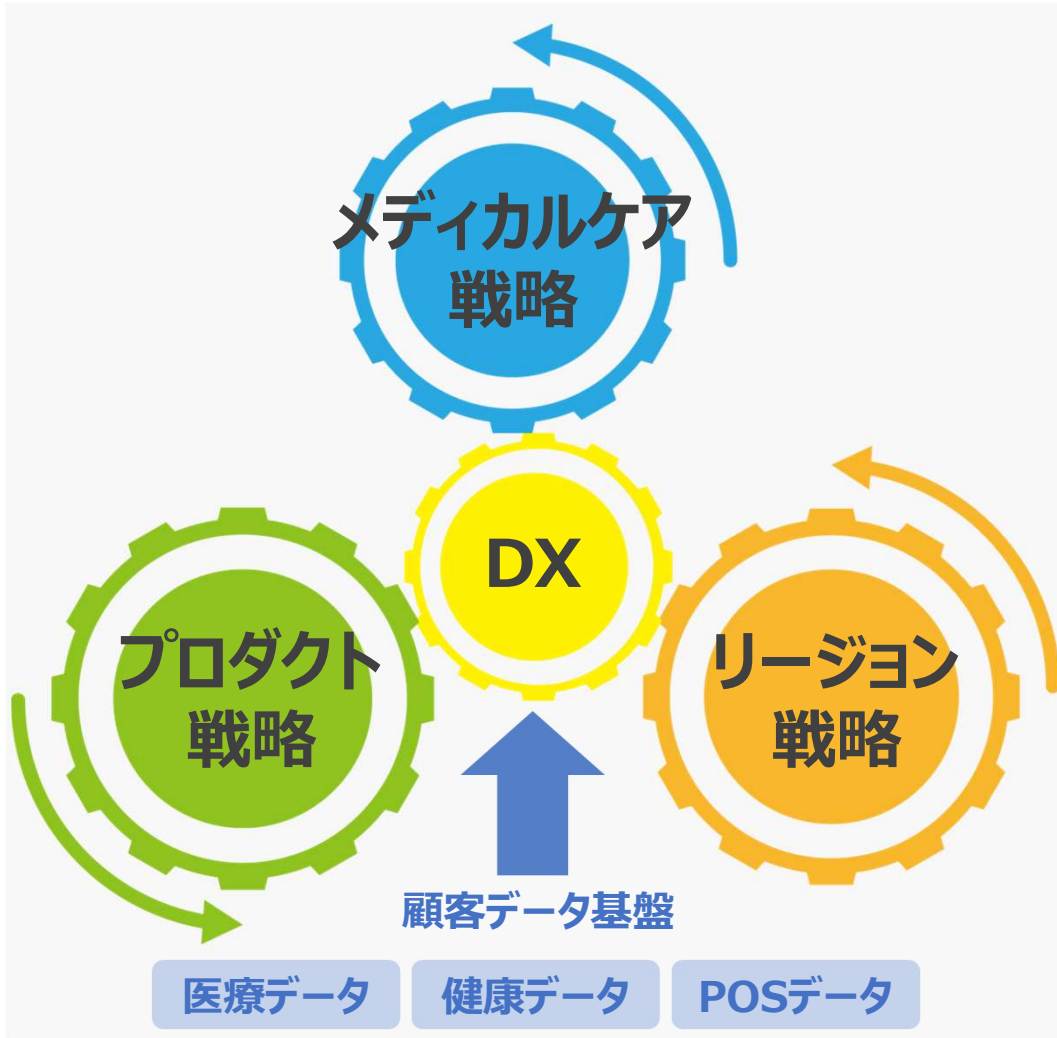 メディカルケア
戦略
DX
プロダクト
戦略
リージョン
戦略
顧客データ基盤
医療データ
健康データ
POSデータ